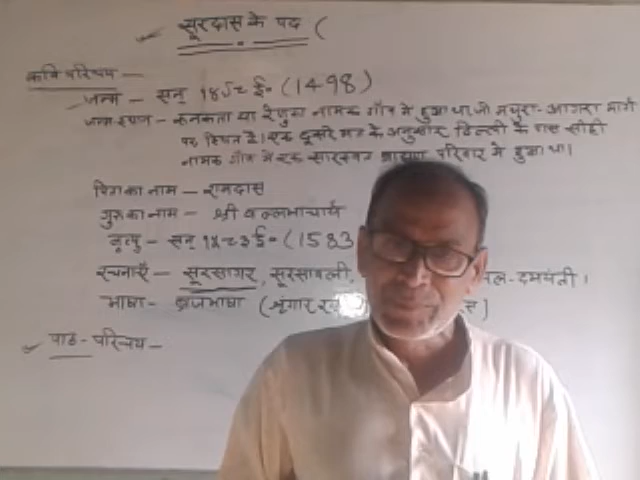 सूरदास के पद (
कवि परिचय —
जन्म — सन् १४७८ ई० (1498)
जन्म स्थान - रुनकता या रेणुका नामक गाँव में हुआ था जो मथुरा-आगरा मार्ग
पर स्थित है। एक दूसरे मत के अनुसार दिल्ली के पास सीही
नामक गाँव में एक सारस्वत ब्राह्मण परिवार में हुआ था।
पिता का नाम — रामदास
गुरु का नाम — श्री वल्लभाचार्य
मृत्यु - सन् १५८३ ई० (1583
रचनाएँ — सूरसागर, सूरसावली, नल-दमयंती।
भाषा - ब्रजभाषा (श्रृंगार
पाठ-परिचय —